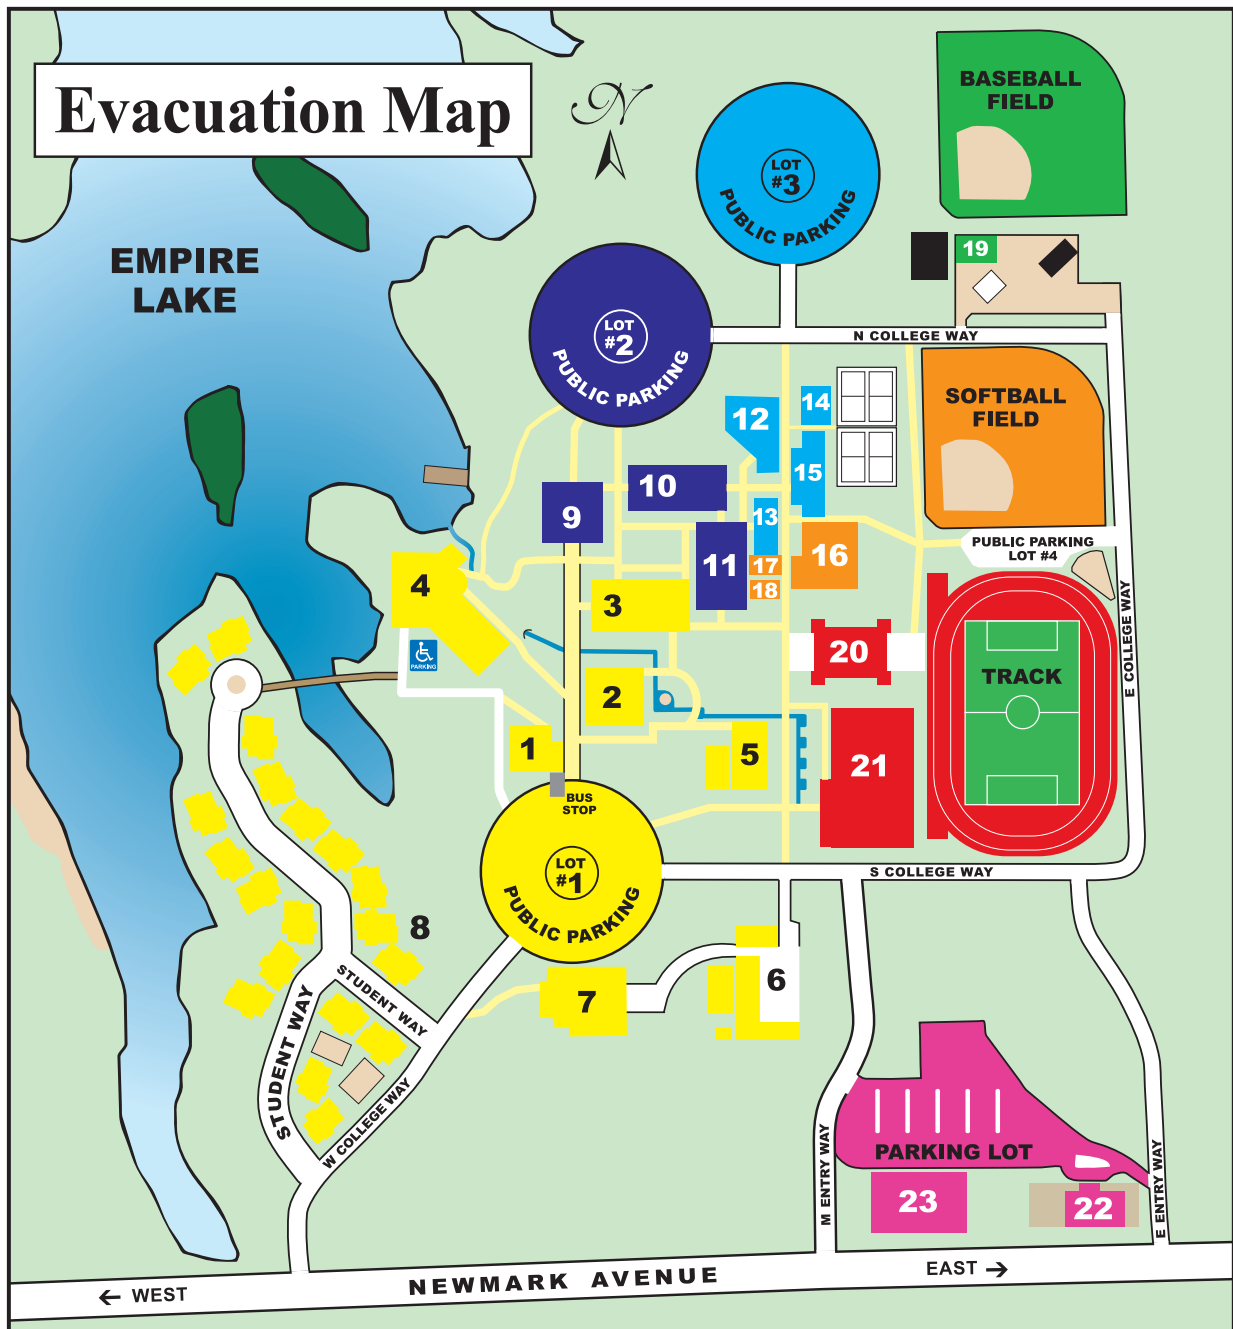 Evacuation Map
N
BASEBALL
FIELD
LOT
#3
PUBLIC PARKING
EMPIRE
LAKE
19
LOT
#2
PUBLIC PARKING
N COLLEGE WAY
SOFTBALL
FIELD
14
12
15
10
9
13
11
16
17
18
PUBLIC PARKING
LOT #4
4
3
PARKING
20
E COLLEGE WAY
TRACK
2
1
5
21
BUS
STOP
LOT
#1
PUBLIC PARKING
S COLLEGE WAY
8
6
7
STUDENT WAY
STUDENT WAY
W COLLEGE WAY
PARKING LOT
M ENTRY WAY
E ENTRY WAY
23
22
NEWMARK AVENUE
← WEST
EAST →